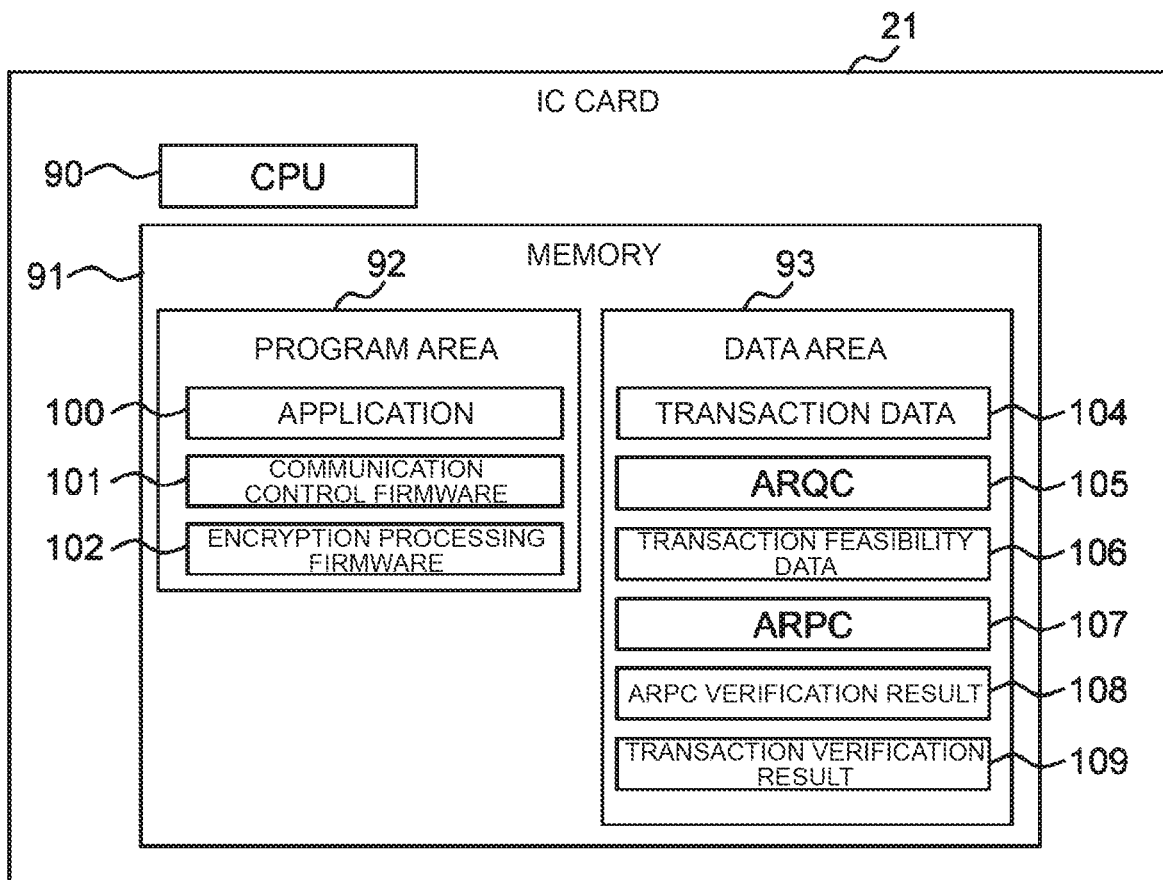 21
IC CARD
90
CPU
91
MEMORY
92
93
PROGRAM AREA
DATA AREA
100
APPLICATION
TRANSACTION DATA
104
101
COMMUNICATION
CONTROL FIRMWARE
ARQC
105
102
ENCRYPTION PROCESSING
FIRMWARE
TRANSACTION FEASIBILITY
DATA
106
ARPC
107
ARPC VERIFICATION RESULT
108
TRANSACTION VERIFICATION
RESULT
109